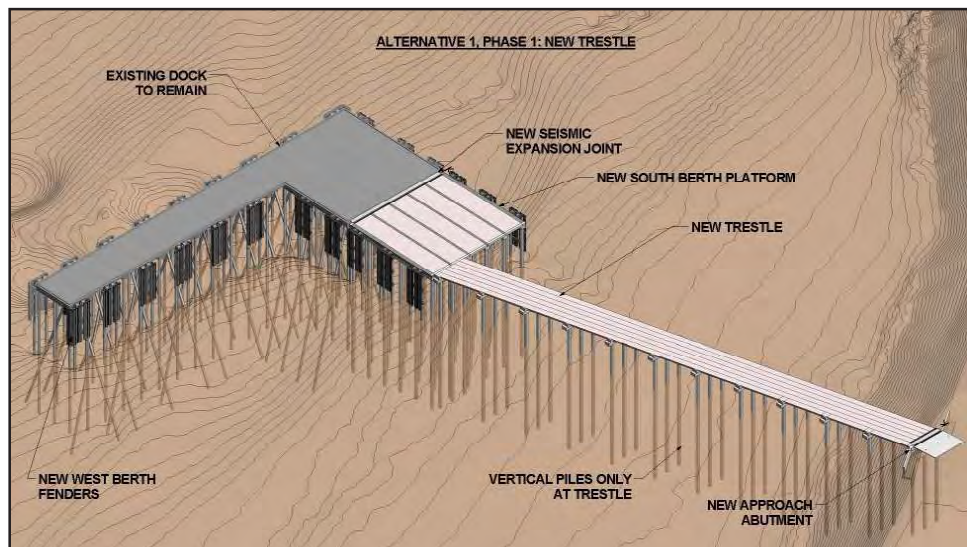 ALTERNATIVE 1, PHASE 1: NEW TRESTLE
EXISTING DOCK
TO REMAIN
NEW SEISMIC
EXPANSION JOINT
NEW SOUTH BERTH PLATFORM
NEW TRESTLE
NEW WEST BERTH
FENDERS
VERTICAL PILES ONLY
AT TRESTLE
NEW APPROACH
ABUTMENT